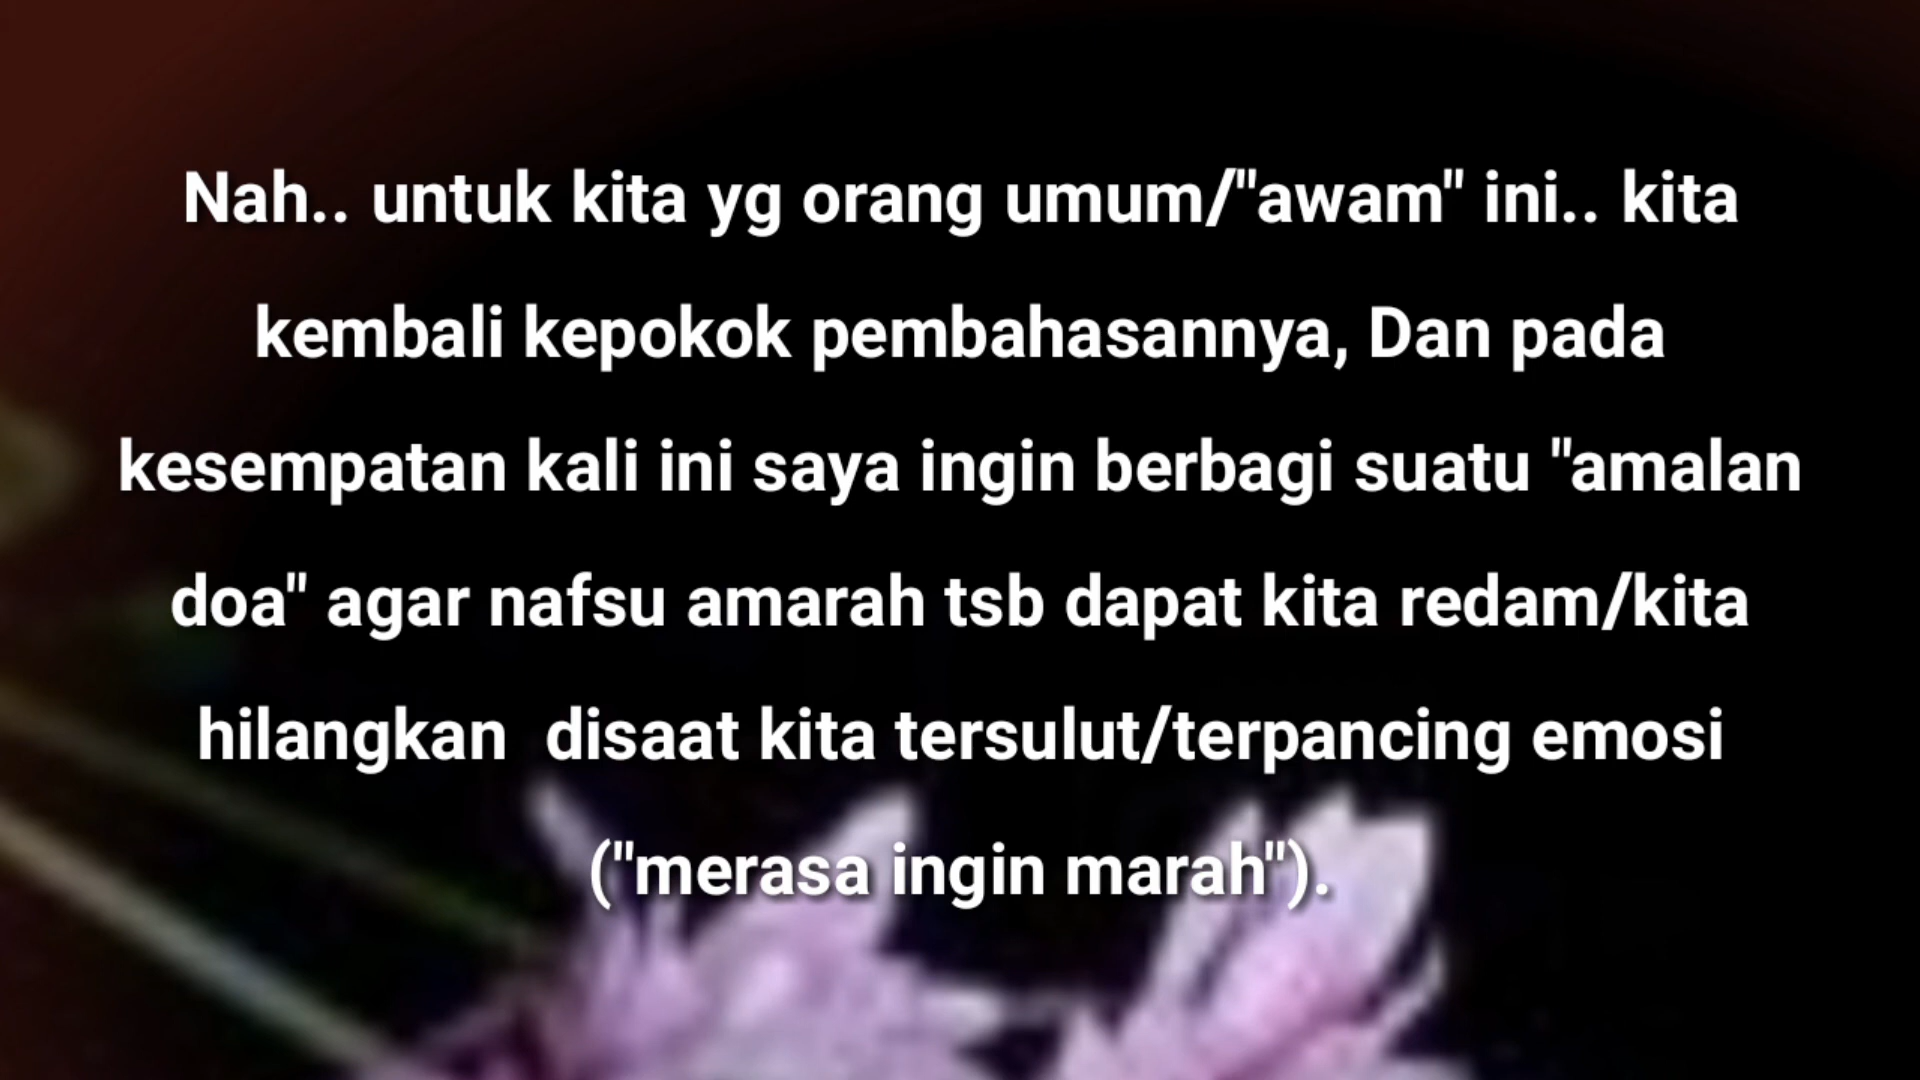 Nah.. untuk kita yg orang umum/"awam" ini.. kita
kembali kepokok pembahasannya, Dan pada
kesempatan kali ini saya ingin berbagi suatu "amalan
doa" agar nafsu amarah tsb dapat kita redam/kita
hilangkan  disaat kita tersulut/terpancing emosi
("merasa ingin marah").